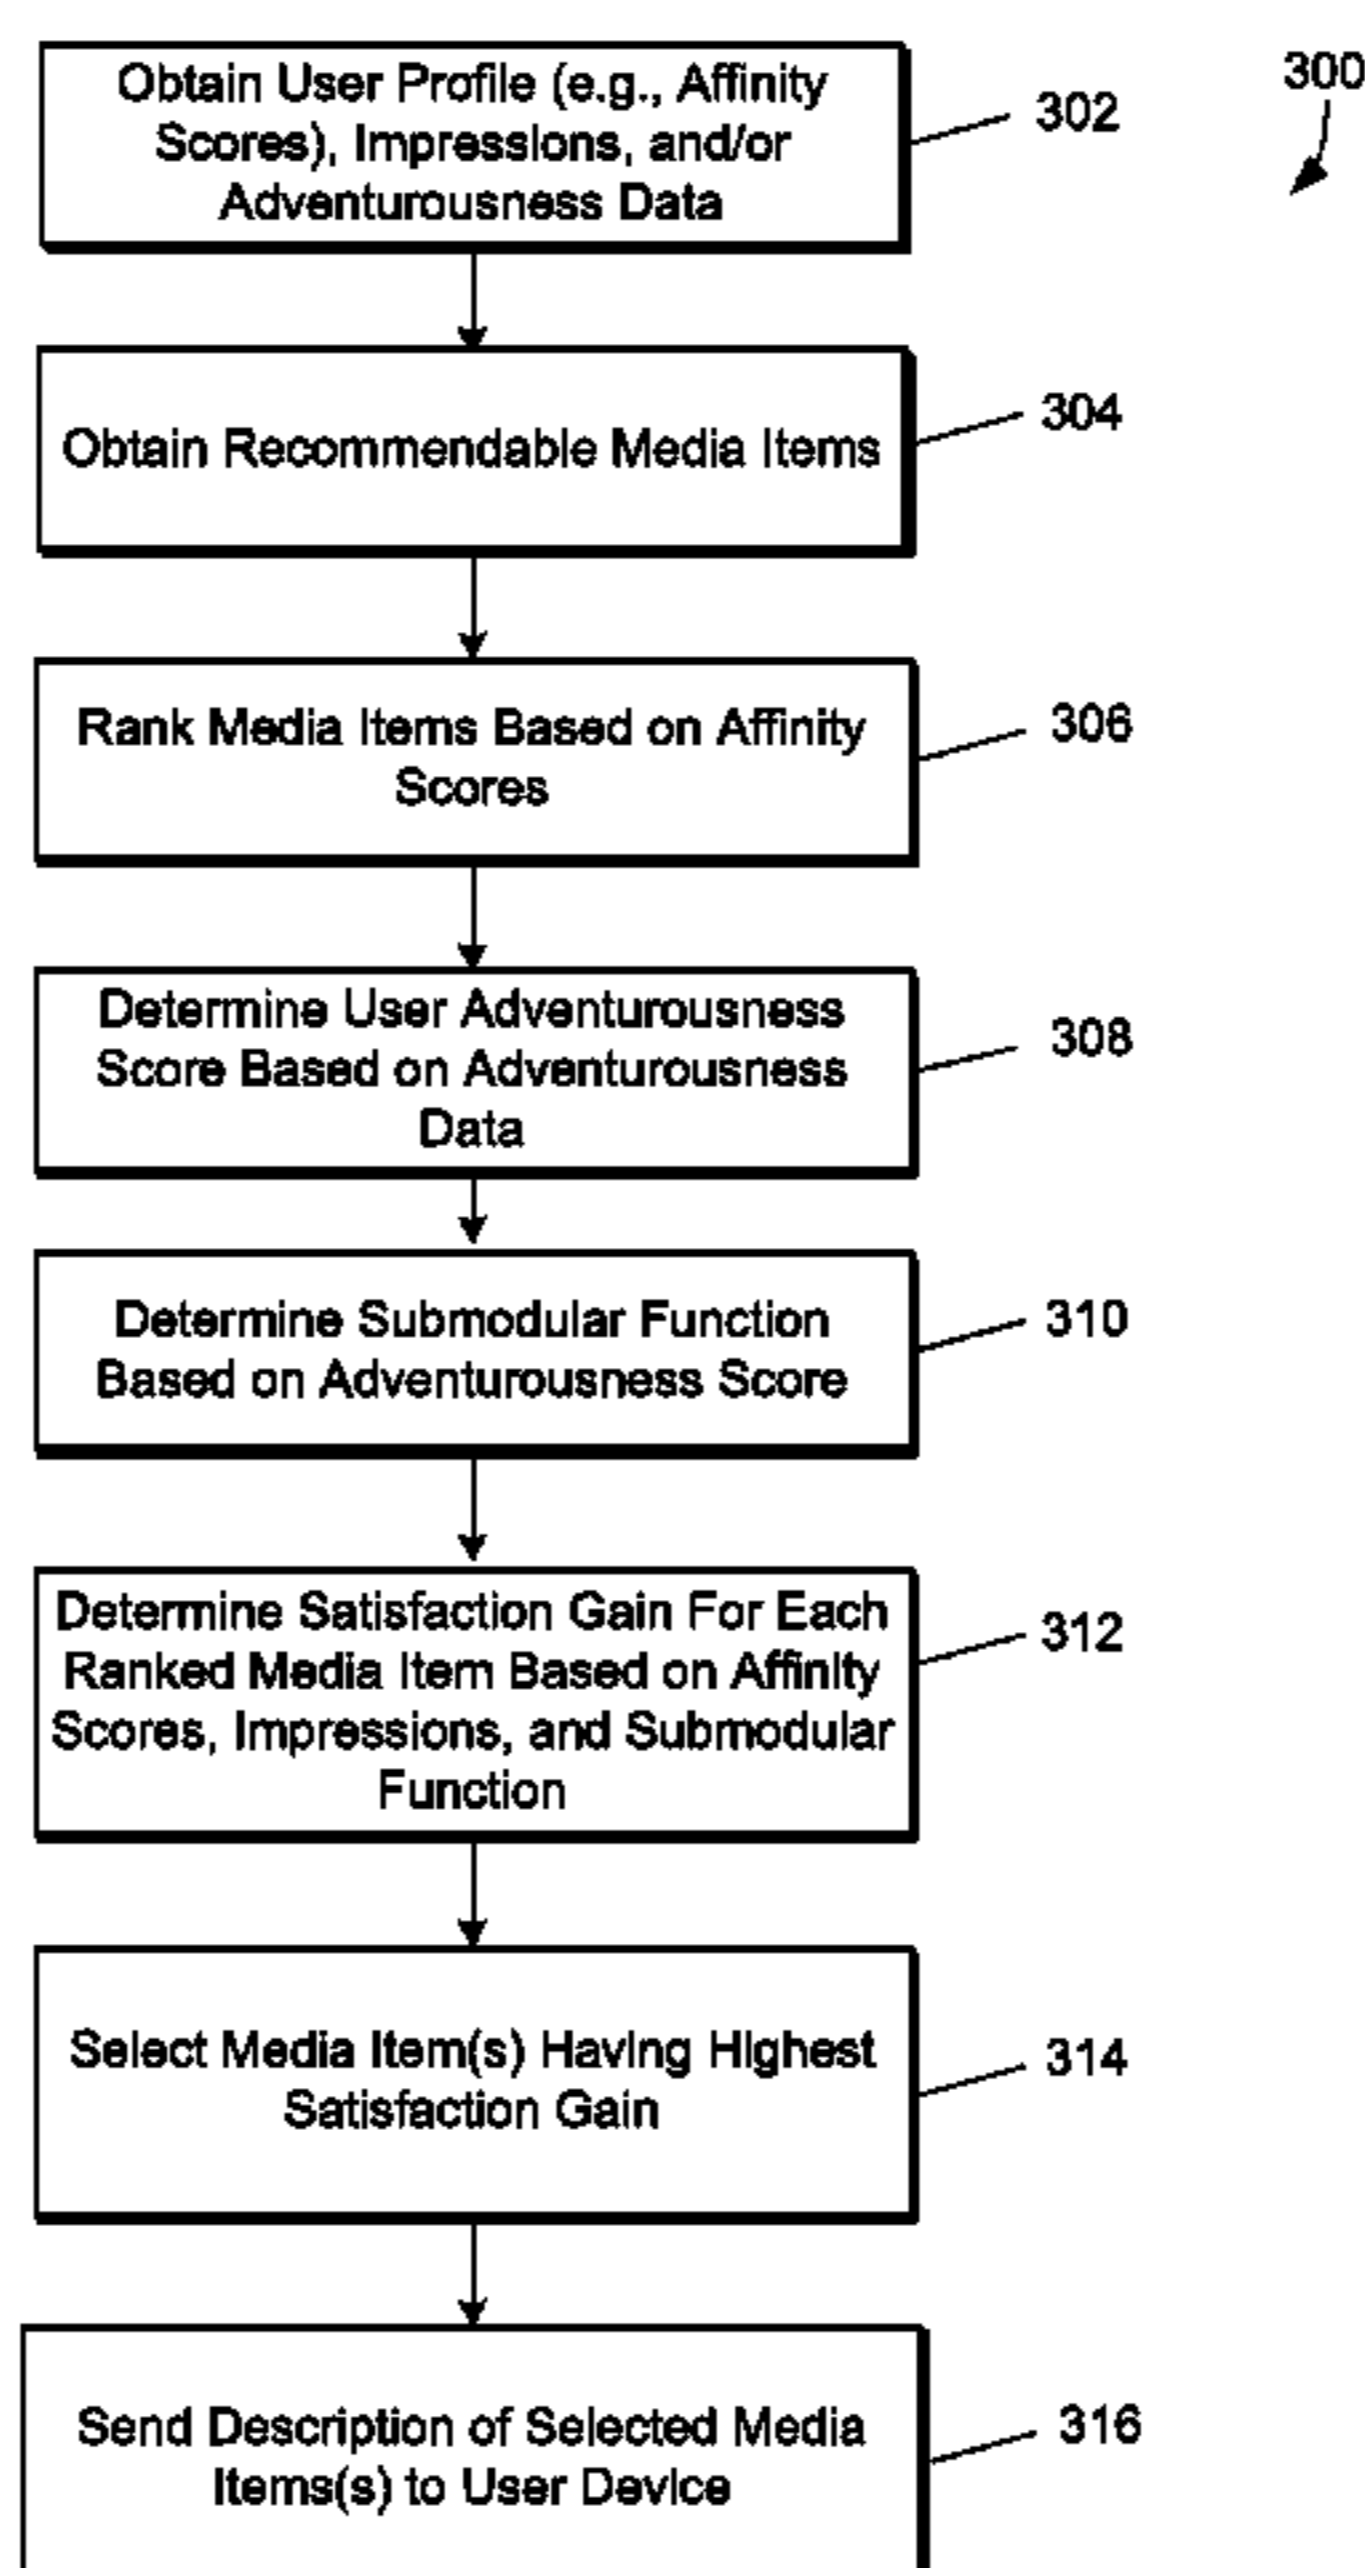 300
Obtain User Profile (e.g., Affinity
Scores), Impressions, and/or
Adventurousness Data
302
Obtain Recommendable Media Items
304
Rank Media Items Based on Affinity
Scores
306
Determine User Adventurousness
Score Based on Adventurousness
Data
308
Determine Submodular Function
Based on Adventurousness Score
310
Determine Satisfaction Gain For Each
Ranked Media Item Based on Affinity
Scores, Impressions, and Submodular
Function
312
Select Media Item(s) Having Highest
Satisfaction Gain
314
Send Description of Selected Media
Items(s) to User Device
316